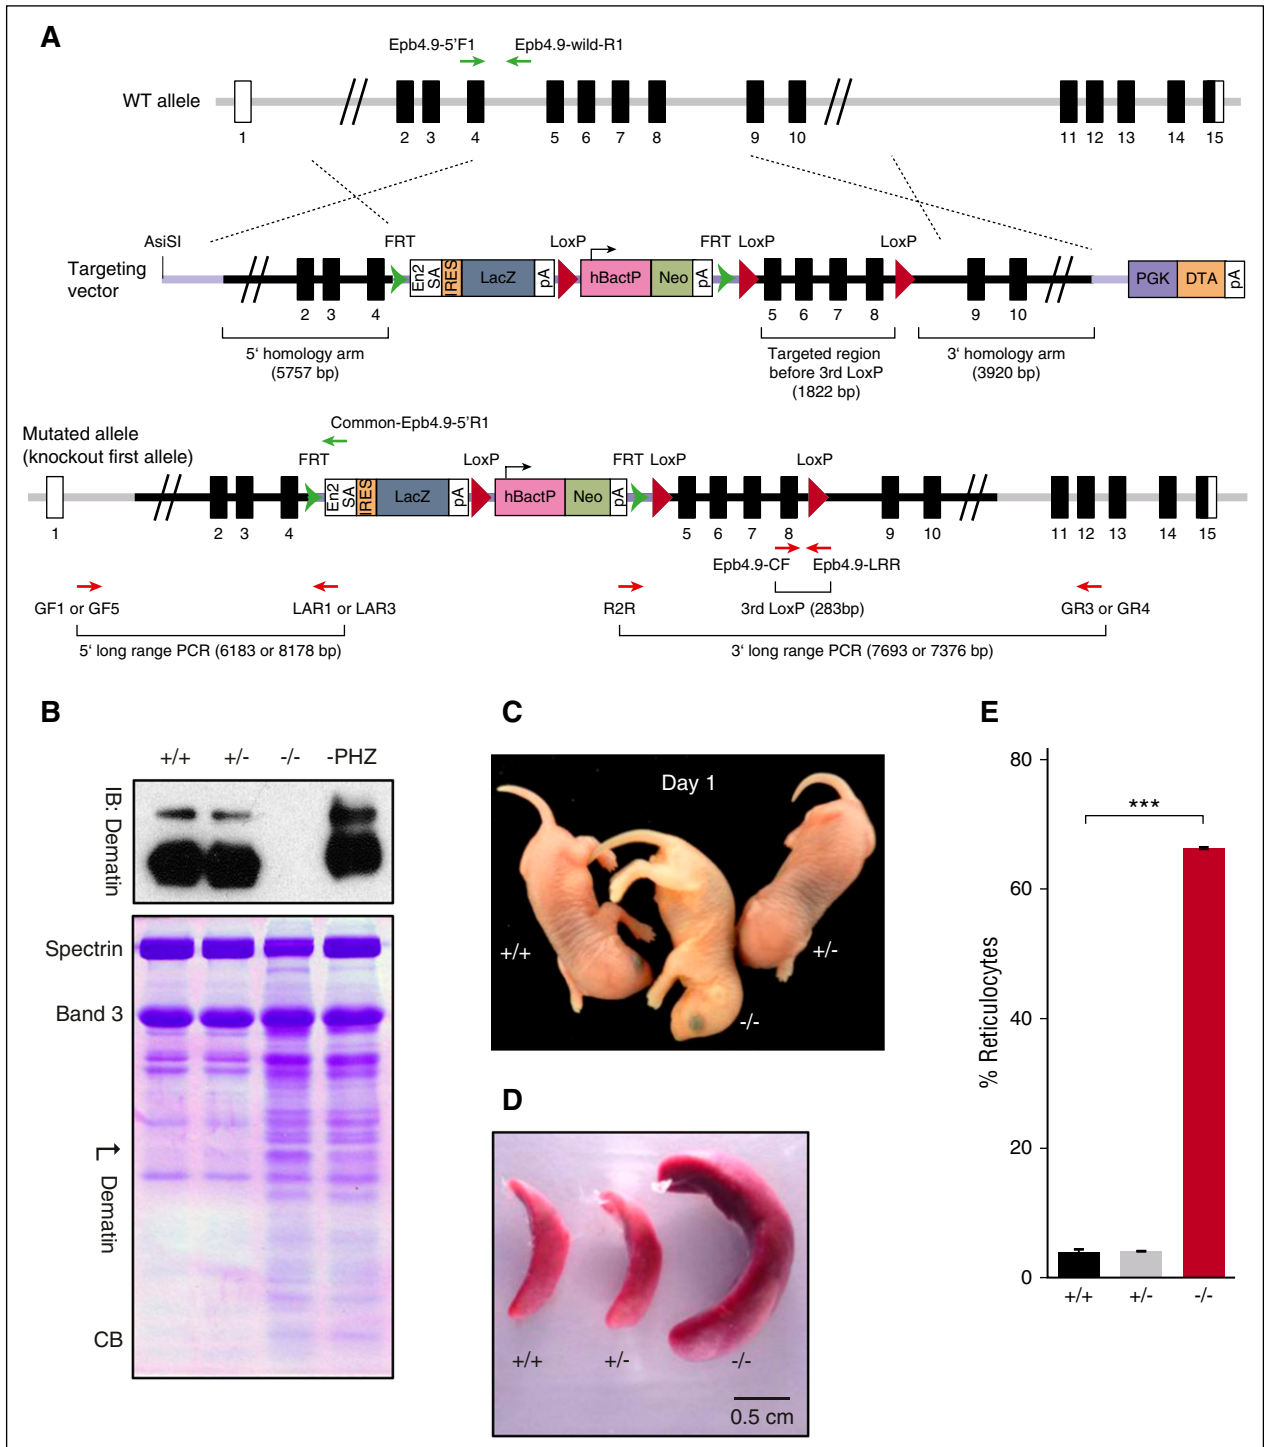 A
Epb4.9-5'F1 Epb4.9-wild-R1
WT allele
1 2 3 4 5 6 7 8 9 10 11 12 13 14 15
AsiSI FRT LoxP FRT LoxP LoxP
Targeting
vector
En2 SA IRES LacZ pA hBactP Neo pA PGK DTA pA
2 3 4 5 6 7 8 9 10
5‘ homology arm
(5757 bp)
Targeted region
before 3rd LoxP
(1822 bp)
3‘ homology arm
(3920 bp)
Mutated allele
(knockout first allele)
Common-Epb4.9-5’R1
FRT LoxP FRT LoxP LoxP
En2 SA IRES LacZ pA hBactP Neo pA
1 2 3 4 5 6 7 8 9 10 11 12 13 14 15
Epb4.9-CF Epb4.9-LRR
GF1 or GF5 LAR1 or LAR3 R2R 3rd LoxP (283bp) GR3 or GR4
5‘ long range PCR (6183 or 8178 bp) 3‘ long range PCR (7693 or 7376 bp)
B
+/+ +/- -/- -PHZ
IB: Dematin
Spectrin
Band 3
Dematin
CB
C
Day 1
+/+
-/-
+/-
D
+/+ +/- -/-
0.5 cm
E
% Reticulocytes
80
60
40
20
0
***
+/+ +/- -/-